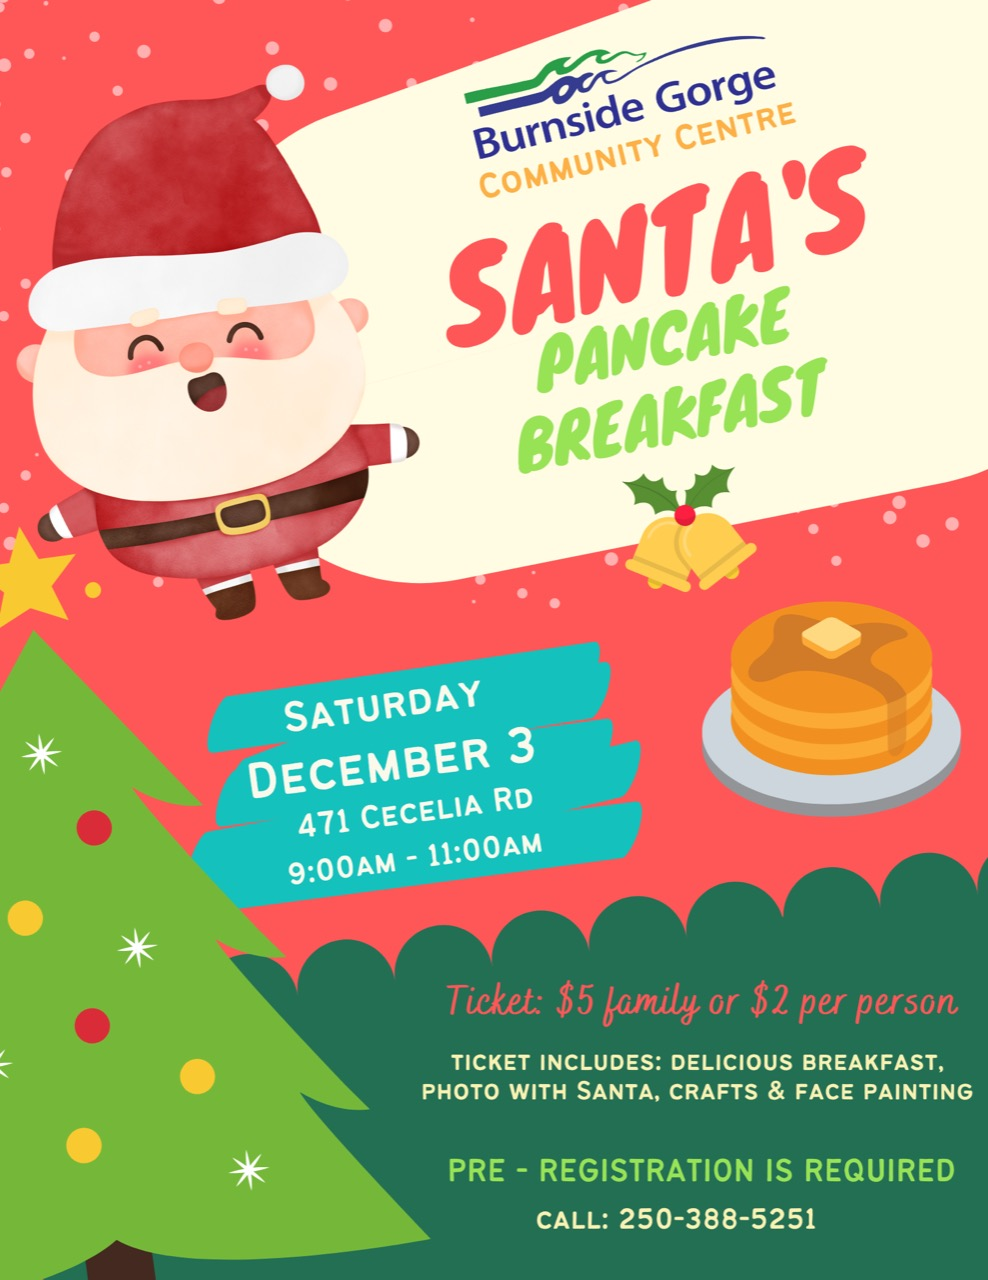 Burnside Gorge
Community Centre
SANTA'S
PANCAKE
BREAKFAST
Saturday
December 3
471 Cecelia Rd
9:00am - 11:00am
Ticket: $5 family or $2 per person
TICKET INCLUDES: DELICIOUS BREAKFAST,
PHOTO WITH SANTA, CRAFTS & FACE PAINTING
PRE - REGISTRATION IS REQUIRED
CALL: 250-388-5251